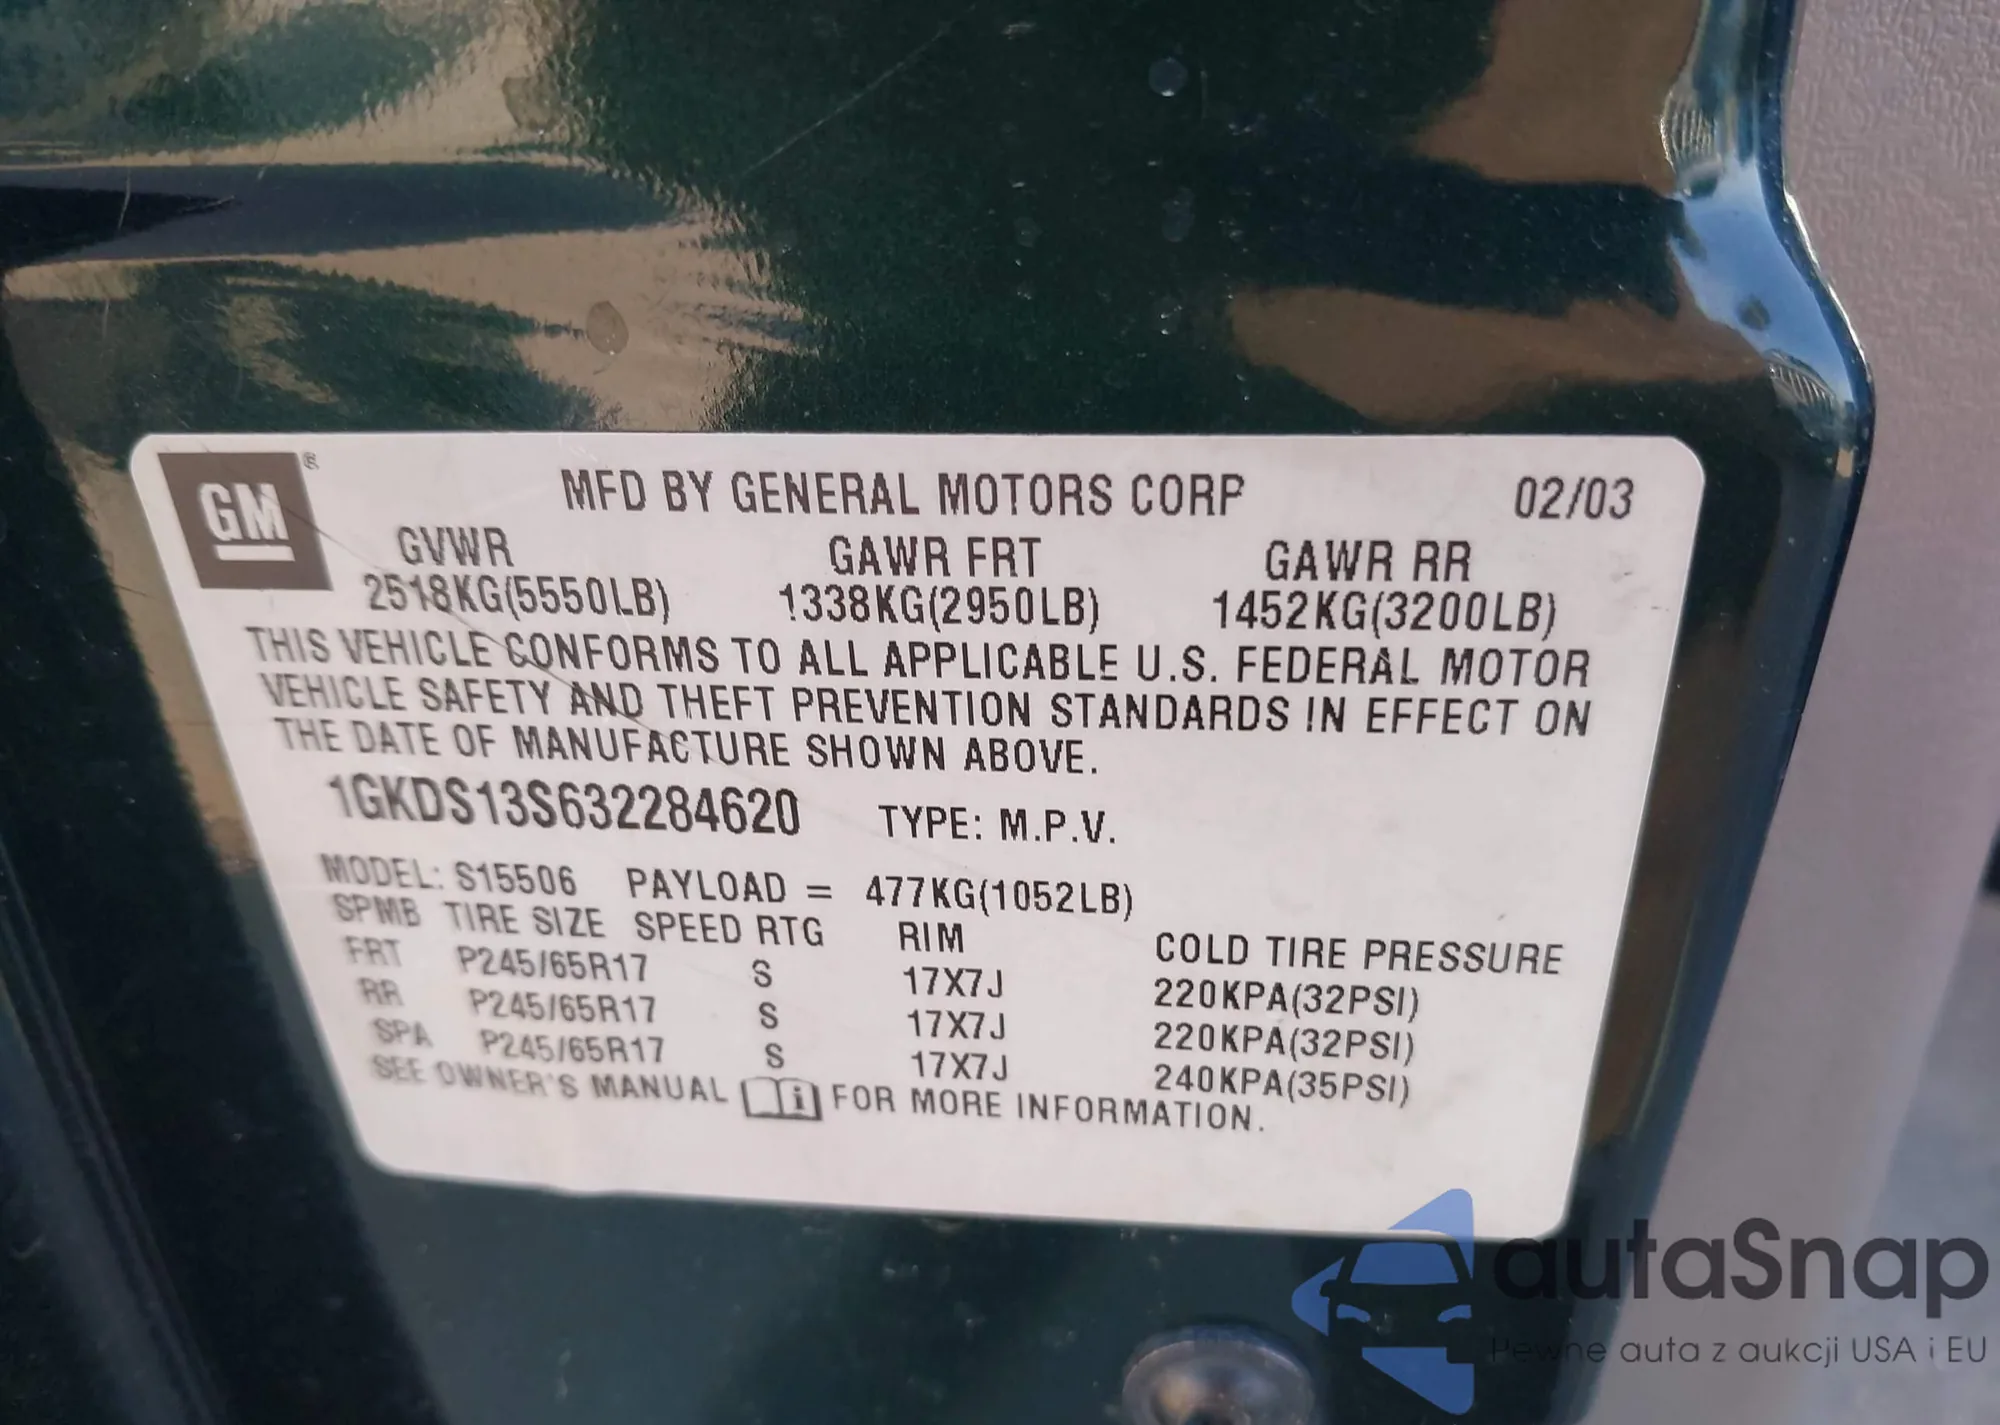 GM ®
MFD BY GENERAL MOTORS CORP 02/03
GVWR GAWR FRT GAWR RR
2518KG(5550LB) 1338KG(2950LB) 1452KG(3200LB)
THIS VEHICLE CONFORMS TO ALL APPLICABLE U.S. FEDERAL MOTOR
VEHICLE SAFETY AND THEFT PREVENTION STANDARDS IN EFFECT ON
THE DATE OF MANUFACTURE SHOWN ABOVE.
1GKDS13S632284620 TYPE: M.P.V.
MODEL: S15506 PAYLOAD = 477KG(1052LB)
SPMB TIRE SIZE SPEED RTG RIM COLD TIRE PRESSURE
FRT P245/65R17 S 17X7J 220KPA(32PSI)
RR P245/65R17 S 17X7J 220KPA(32PSI)
SPA P245/65R17 S 17X7J 240KPA(35PSI)
SEE OWNER'S MANUAL i FOR MORE INFORMATION.
autaSnap
Pewne auta z aukcji USA i EU